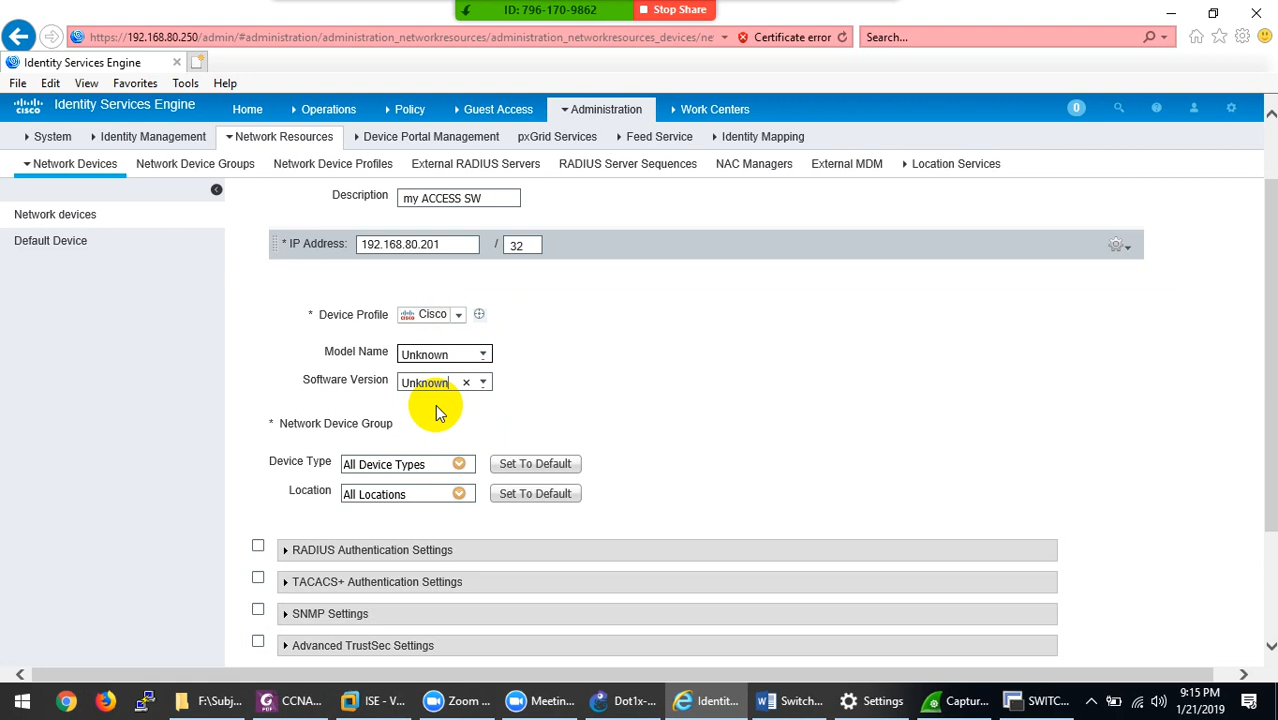 ID: 796-170-9862 Stop Share
https://192.168.80.250/admin/#administration/administration_networkresources/administration_networkresources_devices/ne Certificate error Search...
Identity Services Engine
File Edit View Favorites Tools Help
cisco Identity Services Engine Home Operations Policy Guest Access Administration Work Centers 0
System Identity Management Network Resources Device Portal Management pxGrid Services Feed Service Identity Mapping
Network Devices Network Device Groups Network Device Profiles External RADIUS Servers RADIUS Server Sequences NAC Managers External MDM Location Services
Network devices
Default Device
Description my ACCESS SW
* IP Address: 192.168.80.201 / 32
* Device Profile cisco Cisco
Model Name Unknown
Software Version Unknown
* Network Device Group
Device Type All Device Types Set To Default
Location All Locations Set To Default
RADIUS Authentication Settings
TACACS+ Authentication Settings
SNMP Settings
Advanced TrustSec Settings
F:\Subj... CCNA... ISE - V... Zoom ... Meetin... Dot1x-... Identit... Switch... Settings Captur... SWITC...
9:15 PM
1/21/2019